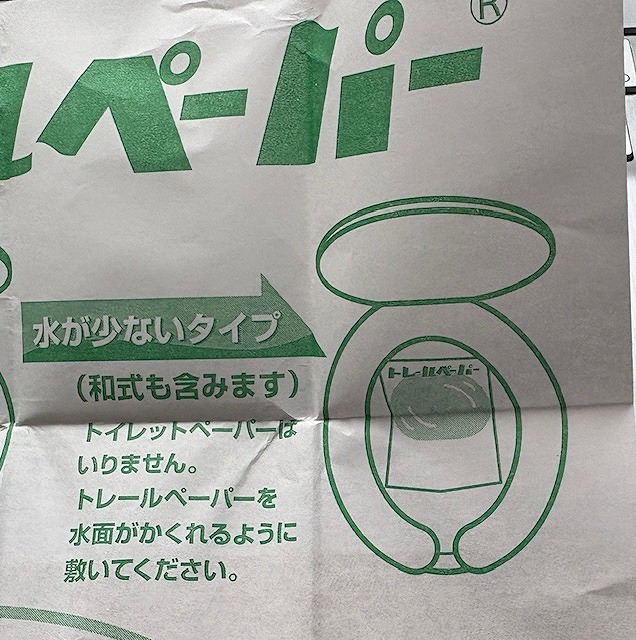 ルペーパー®
水が少ないタイプ
（和式も含みます）
トイレットペーパーは
いりません。
トレールペーパーを
水面がかくれるように
敷いてください。
トレールペーパー